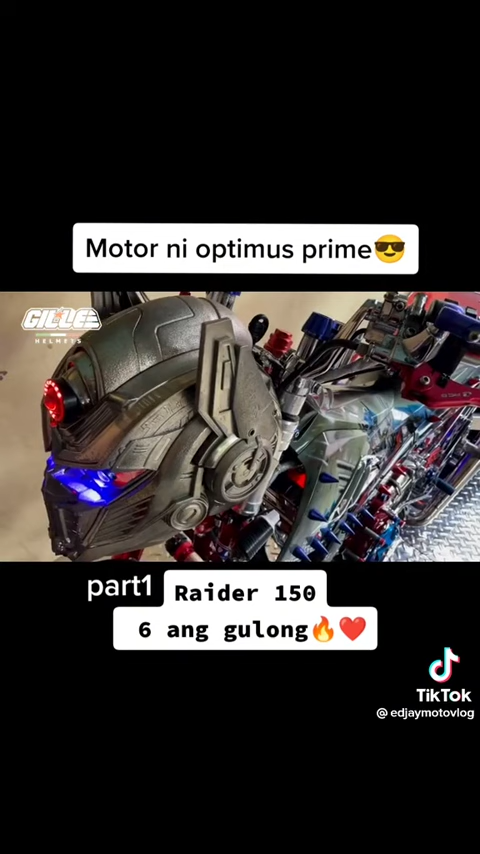 Motor ni optimus prime😎
GILLE
HELMETS
part1
Raider 150
6 ang gulong🔥❤️
TikTok
@ edjaymotovlog